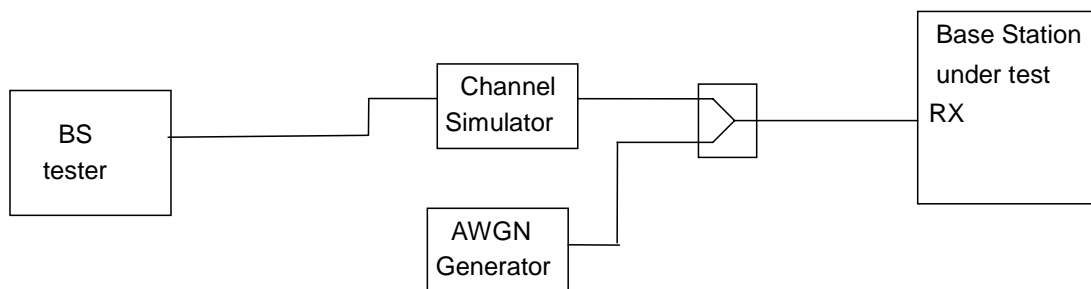 BS
tester
Channel
Simulator
AWGN
Generator
Base Station
under test
RX